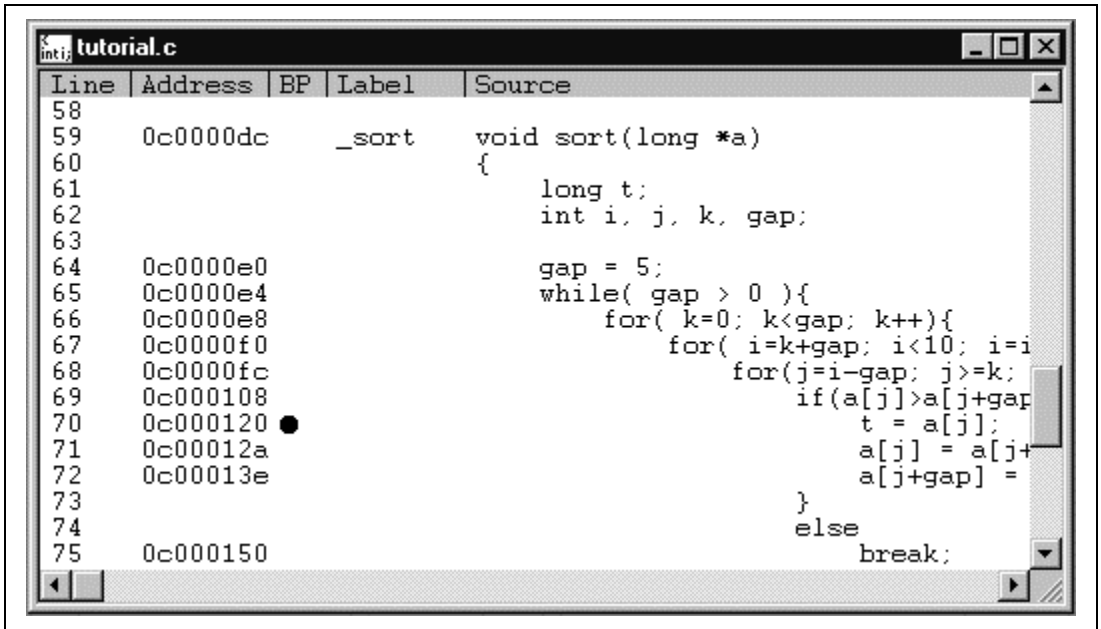 int i;
tutorial.c
Line Address BP Label Source
58
59 0c0000dc _sort void sort(long *a)
60 {
61 long t;
62 int i, j, k, gap;
63
64 0c0000e0 gap = 5;
65 0c0000e4 while( gap > 0 ){
66 0c0000e8 for( k=0; k<gap; k++){
67 0c0000f0 for( i=k+gap; i<10; i=i
68 0c0000fc for(j=i-gap; j>=k;
69 0c000108 if(a[j]>a[j+gap
70 0c000120 ● t = a[j];
71 0c00012a a[j] = a[j+
72 0c00013e a[j+gap] =
73 }
74 else
75 0c000150 break;